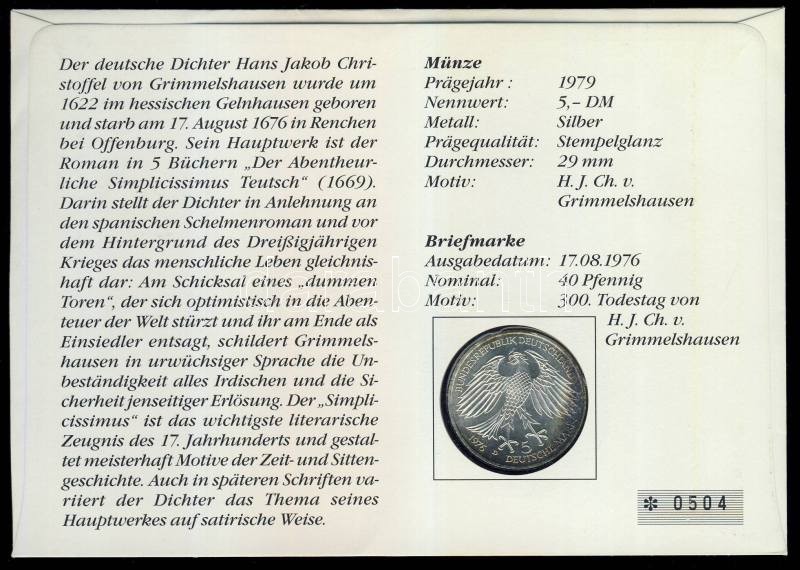 Der deutsche Dichter Hans Jakob Chri-
stoffel von Grimmelshausen wurde um
1622 im hessischen Gelnhausen geboren
und starb am 17. August 1676 in Renchen
bei Offenburg. Sein Hauptwerk ist der
Roman in 5 Büchern „Der Abentheur-
liche Simplicissimus Teutsch“ (1669).
Darin stellt der Dichter in Anlehnung an
den spanischen Schelmenroman und vor
dem Hintergrund des Dreißigjährigen
Krieges das menschliche Leben gleichnis-
haft dar: Am Schicksal eines „dummen
Toren“, der sich optimistisch in die Aben-
teuer der Welt stürzt und ihr am Ende als
Einsiedler entsagt, schildert Grimmels-
hausen in urwüchsiger Sprache die Un-
beständigkeit alles Irdischen und die Si-
cherheit jenseitiger Erlösung. Der „Simpli-
cissimus“ ist das wichtigste literarische
Zeugnis des 17. Jahrhunderts und gestal-
tet meisterhaft Motive der Zeit- und Sitten-
geschichte. Auch in späteren Schriften va-
riiert der Dichter das Thema seines
Hauptwerkes auf satirische Weise.
Münze
Prägejahr : 1979
Nennwert: 5,– DM
Metall: Silber
Prägequalität: Stempelglanz
Durchmesser: 29 mm
Motiv: H. J. Ch. v.
Grimmelshausen
Briefmarke
Ausgabedatum: 17.08.1976
Nominal: 40 Pfennig
Motiv: 300. Todestag von
H. J. Ch. v.
Grimmelshausen
BUNDESREPUBLIK DEUTSCHLAND
1976 D 5
DEUTSCHE MARK
✻ 0504
darabanth